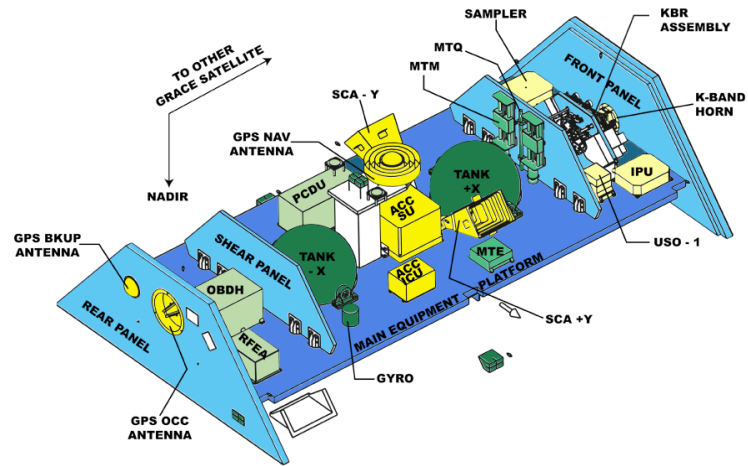 SAMPLER
KBR
ASSEMBLY
MTQ
MTM
FRONT PANEL
K-BAND
HORN
TO OTHER
GRACE SATELLITE
SCA - Y
GPS NAV
ANTENNA
NADIR
PCDU
TANK
+X
IPU
ACC
SU
USO - 1
GPS BKUP
ANTENNA
SHEAR PANEL
TANK
- X
MTE
ACC
ICU
PLATFORM
OBDH
SCA +Y
REAR PANEL
MAIN EQUIPMENT
RFEA
GYRO
GPS OCC
ANTENNA